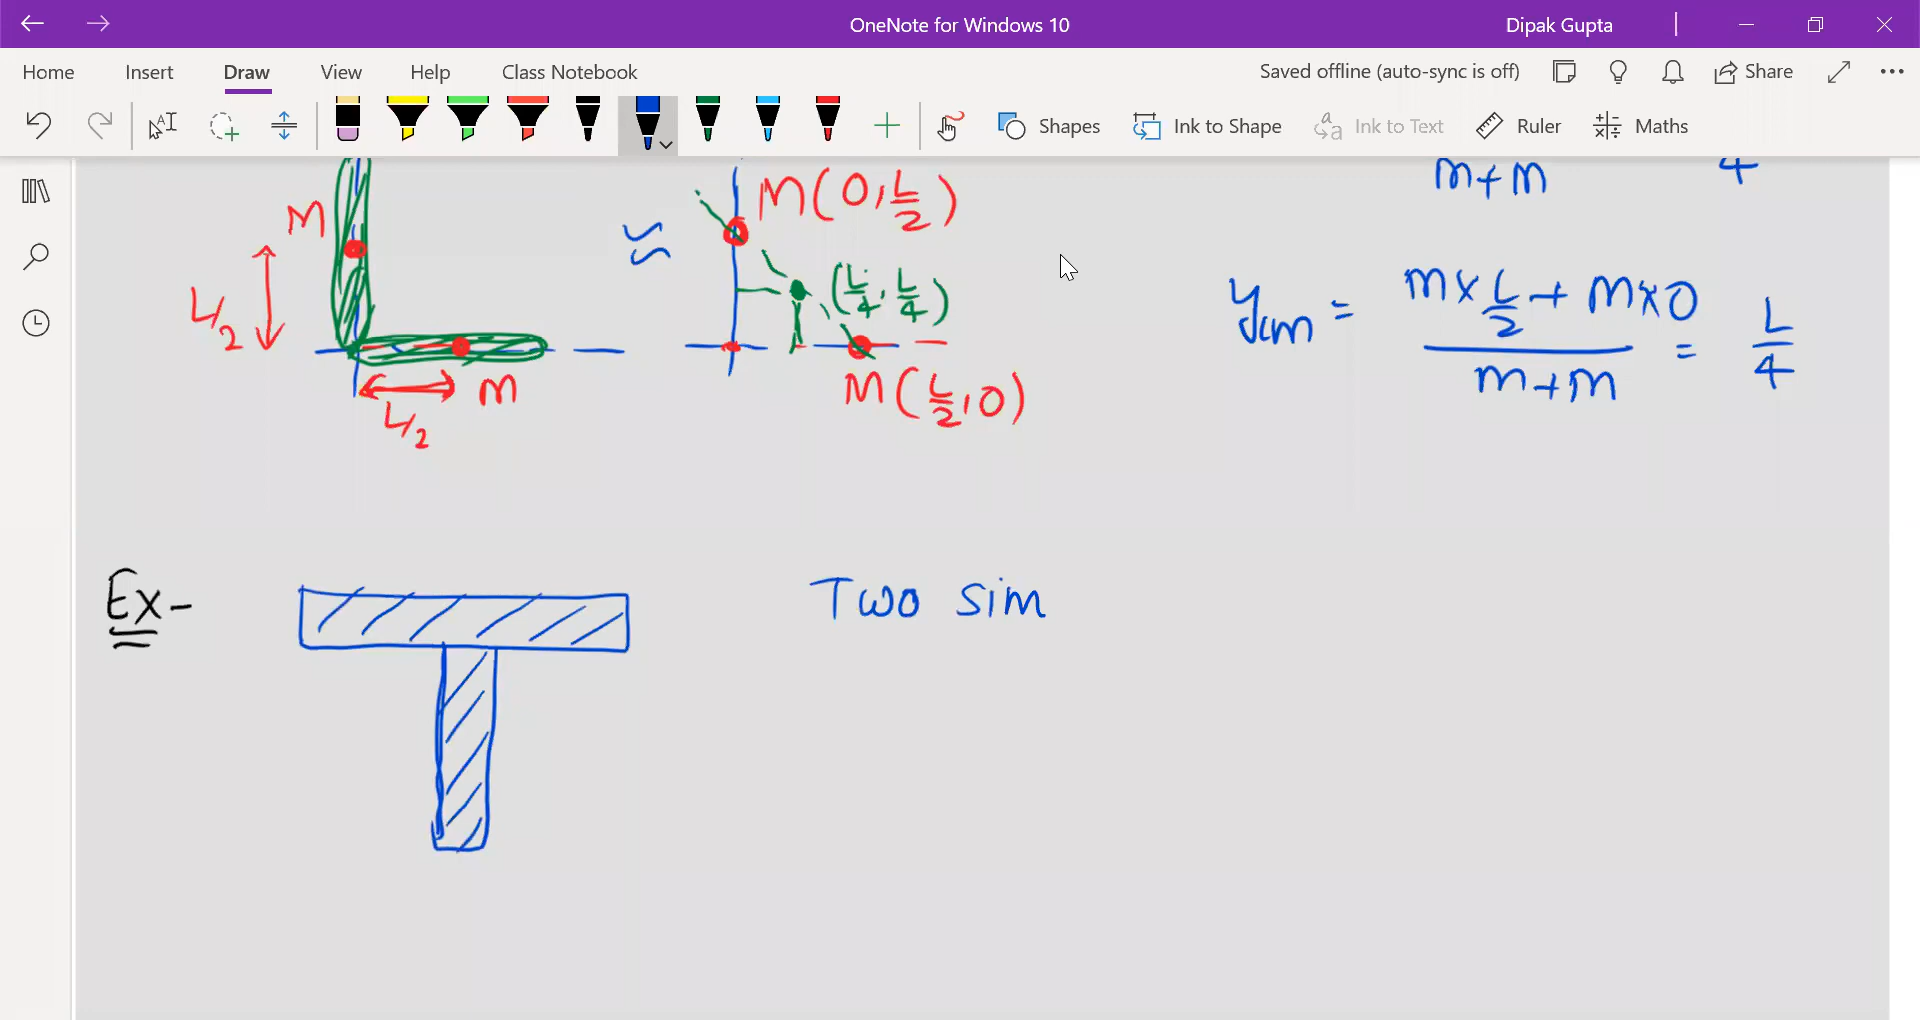 OneNote for Windows 10
Dipak Gupta
Home Insert Draw View Help Class Notebook
Saved offline (auto-sync is off) Share
Shapes Ink to Shape Ink to Text Ruler Maths
m+m 4
M M(0, L/2)
L/2 ≈ (L/4, L/4)
y_cm = (m × L/2 + m × 0)/(m+m) = L/4
M M(L/2, 0)
L/2
Ex- Two sim